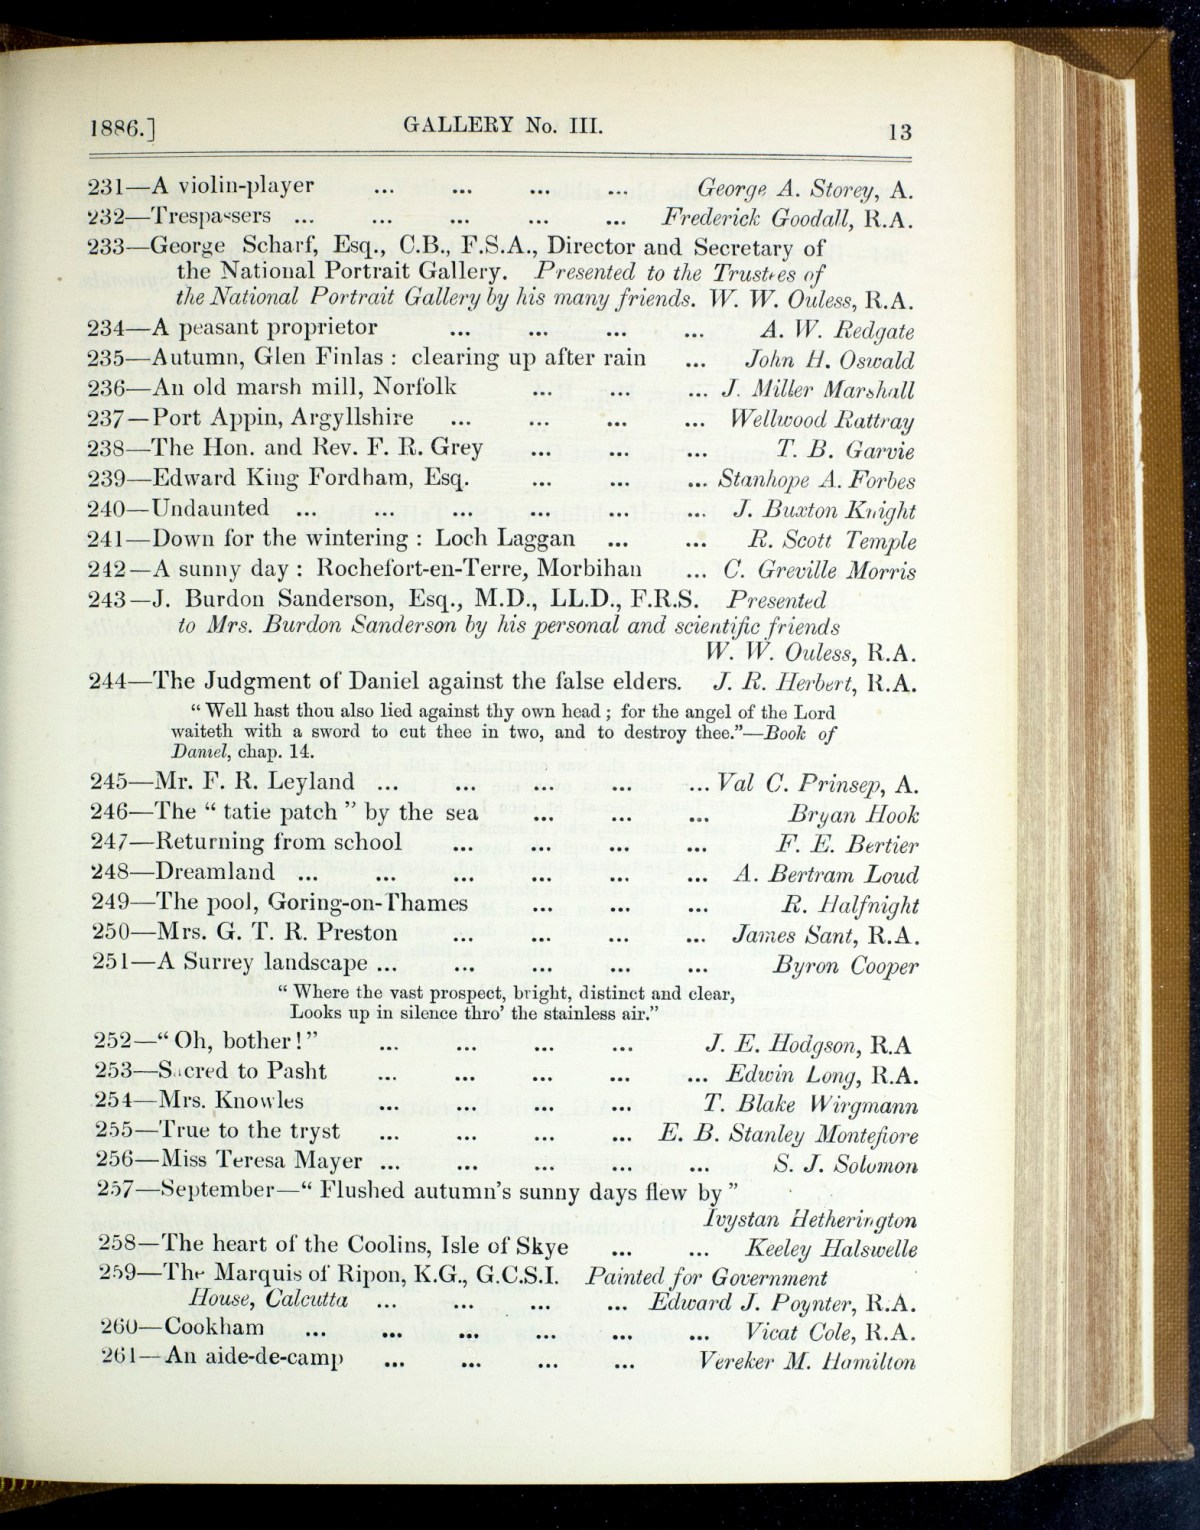 1886.] GALLERY No. III. 13
231—A violin-player ... ... ... ... George A. Storey, A.
232—Trespassers ... ... ... ... ... Frederick Goodall, R.A.
233—George Scharf, Esq., C.B., F.S.A., Director and Secretary of
the National Portrait Gallery. Presented to the Trustees of
the National Portrait Gallery by his many friends. W. W. Ouless, R.A.
234—A peasant proprietor ... ... ... ... A. W. Redgate
235—Autumn, Glen Finlas : clearing up after rain ... John H. Oswald
236—An old marsh mill, Norfolk ... ... ... J. Miller Marshall
237—Port Appin, Argyllshire ... ... ... ... Wellwood Rattray
238—The Hon. and Rev. F. R. Grey ... ... ... T. B. Garvie
239—Edward King Fordham, Esq. ... ... ... Stanhope A. Forbes
240—Undaunted ... ... ... ... ... ... J. Buxton Knight
241—Down for the wintering : Loch Laggan ... ... R. Scott Temple
242—A sunny day : Rochefort-en-Terre, Morbihan ... C. Greville Morris
243—J. Burdon Sanderson, Esq., M.D., LL.D., F.R.S. Presented
to Mrs. Burdon Sanderson by his personal and scientific friends
W. W. Ouless, R.A.
244—The Judgment of Daniel against the false elders. J. R. Herbert, R.A.
“ Well hast thou also lied against thy own head ; for the angel of the Lord
waiteth with a sword to cut thee in two, and to destroy thee.”—Book of
Daniel, chap. 14.
245—Mr. F. R. Leyland ... ... ... ... ... Val C. Prinsep, A.
246—The “ tatie patch ” by the sea ... ... ... Bryan Hook
247—Returning from school ... ... ... ... F. E. Bertier
248—Dreamland ... ... ... ... ... ... A. Bertram Loud
249—The pool, Goring-on-Thames ... ... ... R. Halfnight
250—Mrs. G. T. R. Preston ... ... ... ... James Sant, R.A.
251—A Surrey landscape ... ... ... ... ... Byron Cooper
“ Where the vast prospect, bright, distinct and clear,
Looks up in silence thro’ the stainless air.”
252—“ Oh, bother ! ” ... ... ... ... J. E. Hodgson, R.A
253—Sacred to Pasht ... ... ... ... ... Edwin Long, R.A.
254—Mrs. Knowles ... ... ... ... T. Blake Wirgmann
255—True to the tryst ... ... ... ... E. B. Stanley Montefiore
256—Miss Teresa Mayer ... ... ... ... ... S. J. Solomon
257—September—“ Flushed autumn’s sunny days flew by ”
Ivystan Hetherington
258—The heart of the Coolins, Isle of Skye ... ... Keeley Halswelle
259—The Marquis of Ripon, K.G., G.C.S.I. Painted for Government
House, Calcutta ... ... ... ... Edward J. Poynter, R.A.
260—Cookham ... ... ... ... ... ... Vicat Cole, R.A.
261—An aide-de-camp ... ... ... ... Vereker M. Hamilton